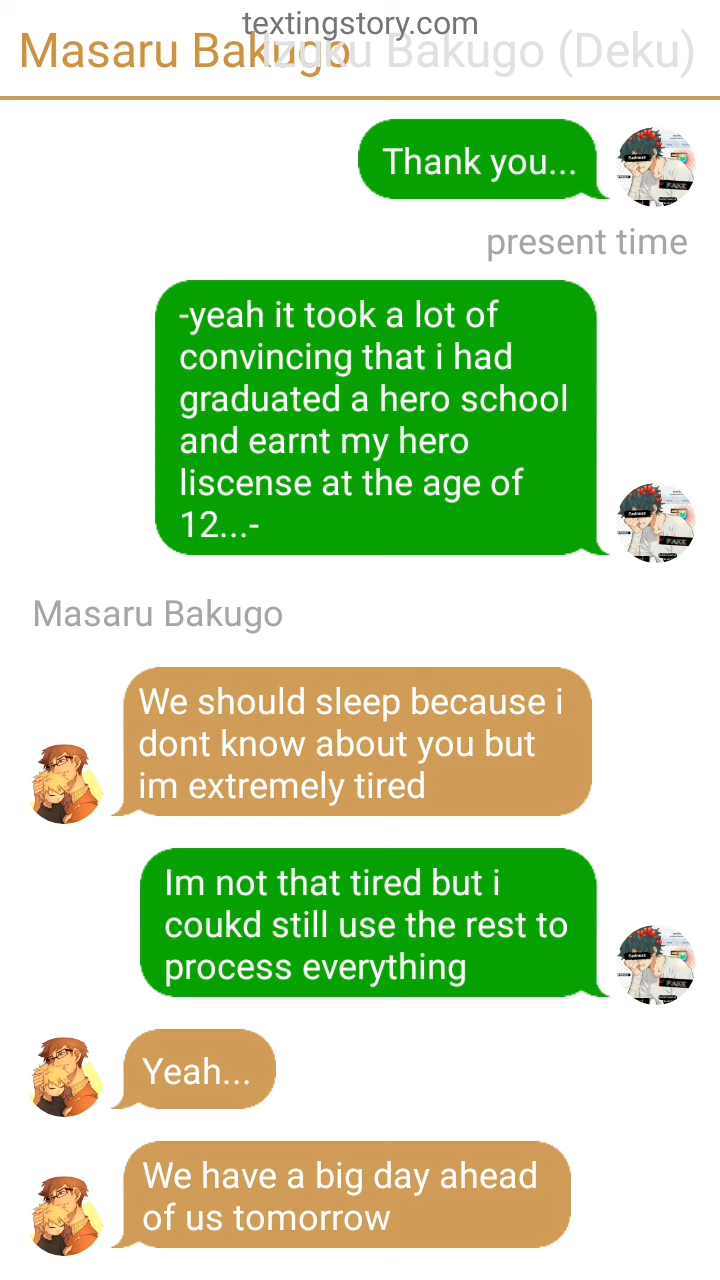 textingstory.com
Masaru Bakugo
Izuku Bakugo (Deku)
Thank you...
present time
-yeah it took a lot of
convincing that i had
graduated a hero school
and earnt my hero
liscense at the age of
12...-
Masaru Bakugo
We should sleep because i
dont know about you but
im extremely tired
Im not that tired but i
coukd still use the rest to
process everything
Yeah...
We have a big day ahead
of us tomorrow